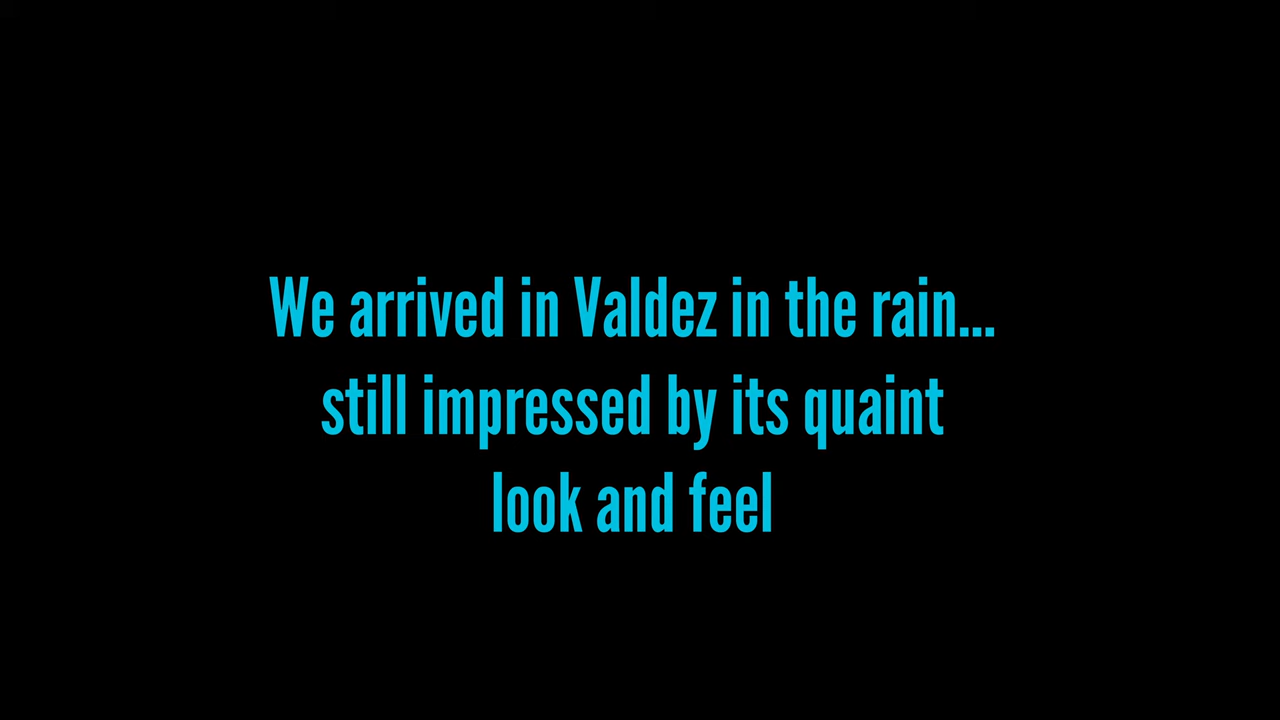 We arrived in Valdez in the rain...
still impressed by its quaint
look and feel